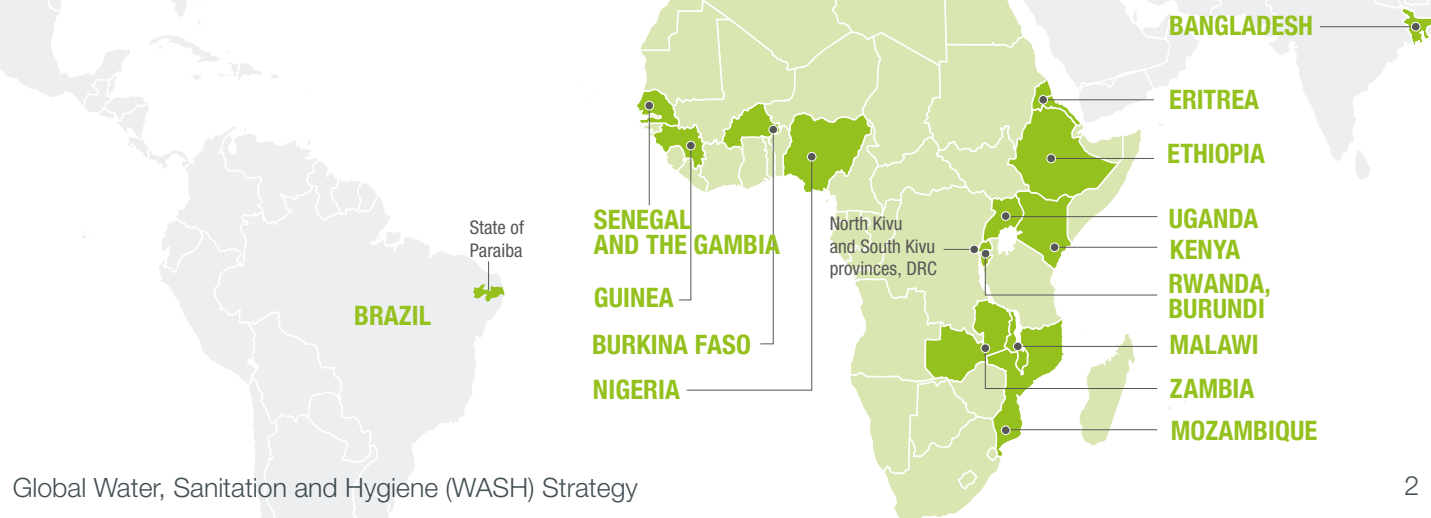 BANGLADESH
ERITREA
ETHIOPIA
State of
Paraiba
SENEGAL
AND THE GAMBIA
North Kivu
and South Kivu
provinces, DRC
UGANDA
KENYA
RWANDA,
BURUNDI
GUINEA
BRAZIL
BURKINA FASO
MALAWI
NIGERIA
ZAMBIA
MOZAMBIQUE
Global Water, Sanitation and Hygiene (WASH) Strategy
2